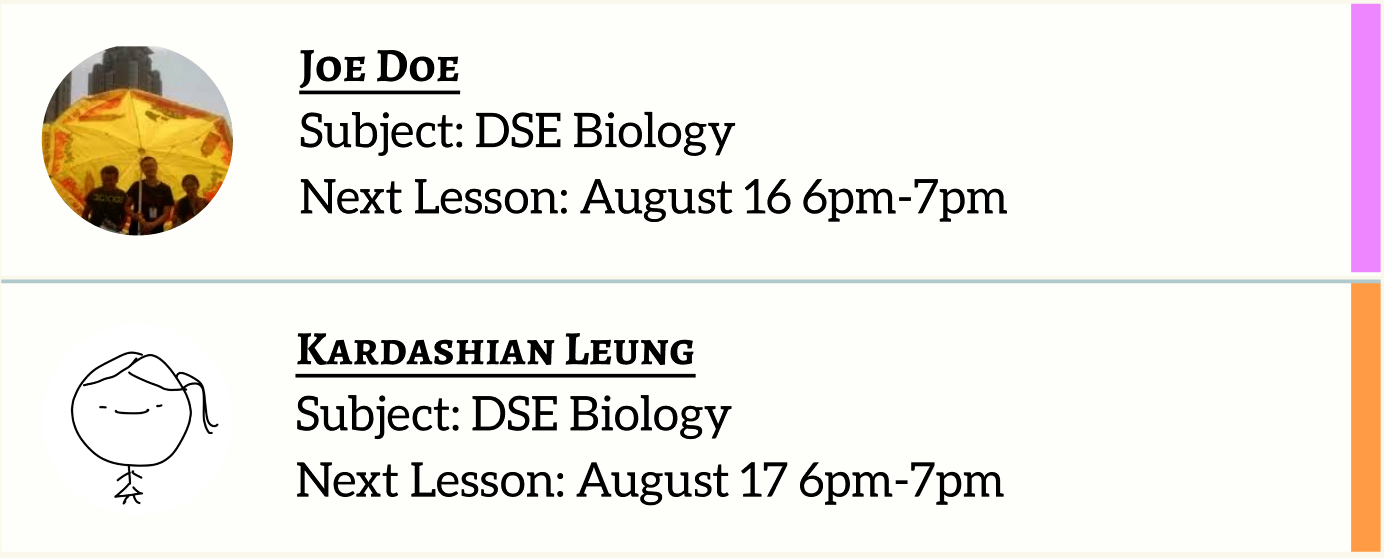 Joe Doe
Subject: DSE Biology
Next Lesson: August 16 6pm-7pm
Kardashian Leung
Subject: DSE Biology
Next Lesson: August 17 6pm-7pm